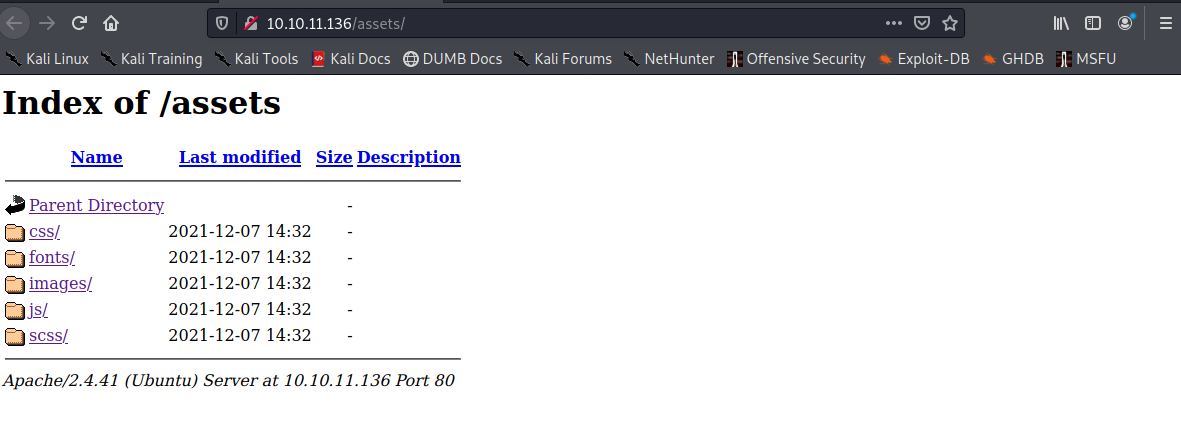 10.10.11.136/assets/
Kali Linux Kali Training Kali Tools Kali Docs DUMB Docs Kali Forums NetHunter Offensive Security Exploit-DB GHDB MSFU
Index of /assets
Name Last modified Size Description
Parent Directory -
css/ 2021-12-07 14:32 -
fonts/ 2021-12-07 14:32 -
images/ 2021-12-07 14:32 -
js/ 2021-12-07 14:32 -
scss/ 2021-12-07 14:32 -
Apache/2.4.41 (Ubuntu) Server at 10.10.11.136 Port 80